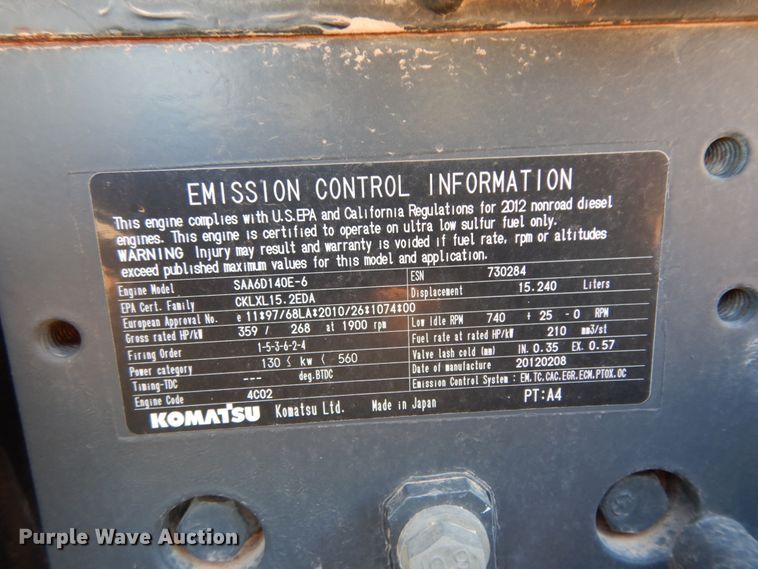 EMISSION CONTROL INFORMATION
This engine complies with U.S.EPA and California Regulations for 2012 nonroad diesel
engines. This engine is certified to operate on ultra low sulfur fuel only.
WARNING Injury may result and warranty is voided if fuel rate, rpm or altitudes
exceed published maximum values for this model and application.
Engine Model SAA6D140E-6 ESN 730284
EPA Cert. Family CKLXL15.2EDA Displacement 15.240 Liters
European Approval No. e 11*97/68LA*2010/26*1074*00
Gross rated HP/kW 359 / 268 at 1900 rpm Low Idle RPM 740 + 25 - 0 RPM
Firing Order 1-5-3-6-2-4 Fuel rate at rated HP/kW 210 mm3/st
Power category 130 ≤ kw < 560 Valve lash cold (mm) IN. 0.35 EX. 0.57
Timing-TDC --- deg.BTDC Date of manufacture 20120208
Engine Code 4C02 Emission Control System : EM.TC.CAC.EGR.ECM.PTOX.OC
KOMATSU Komatsu Ltd. Made in Japan PT:A4
Purple Wave Auction